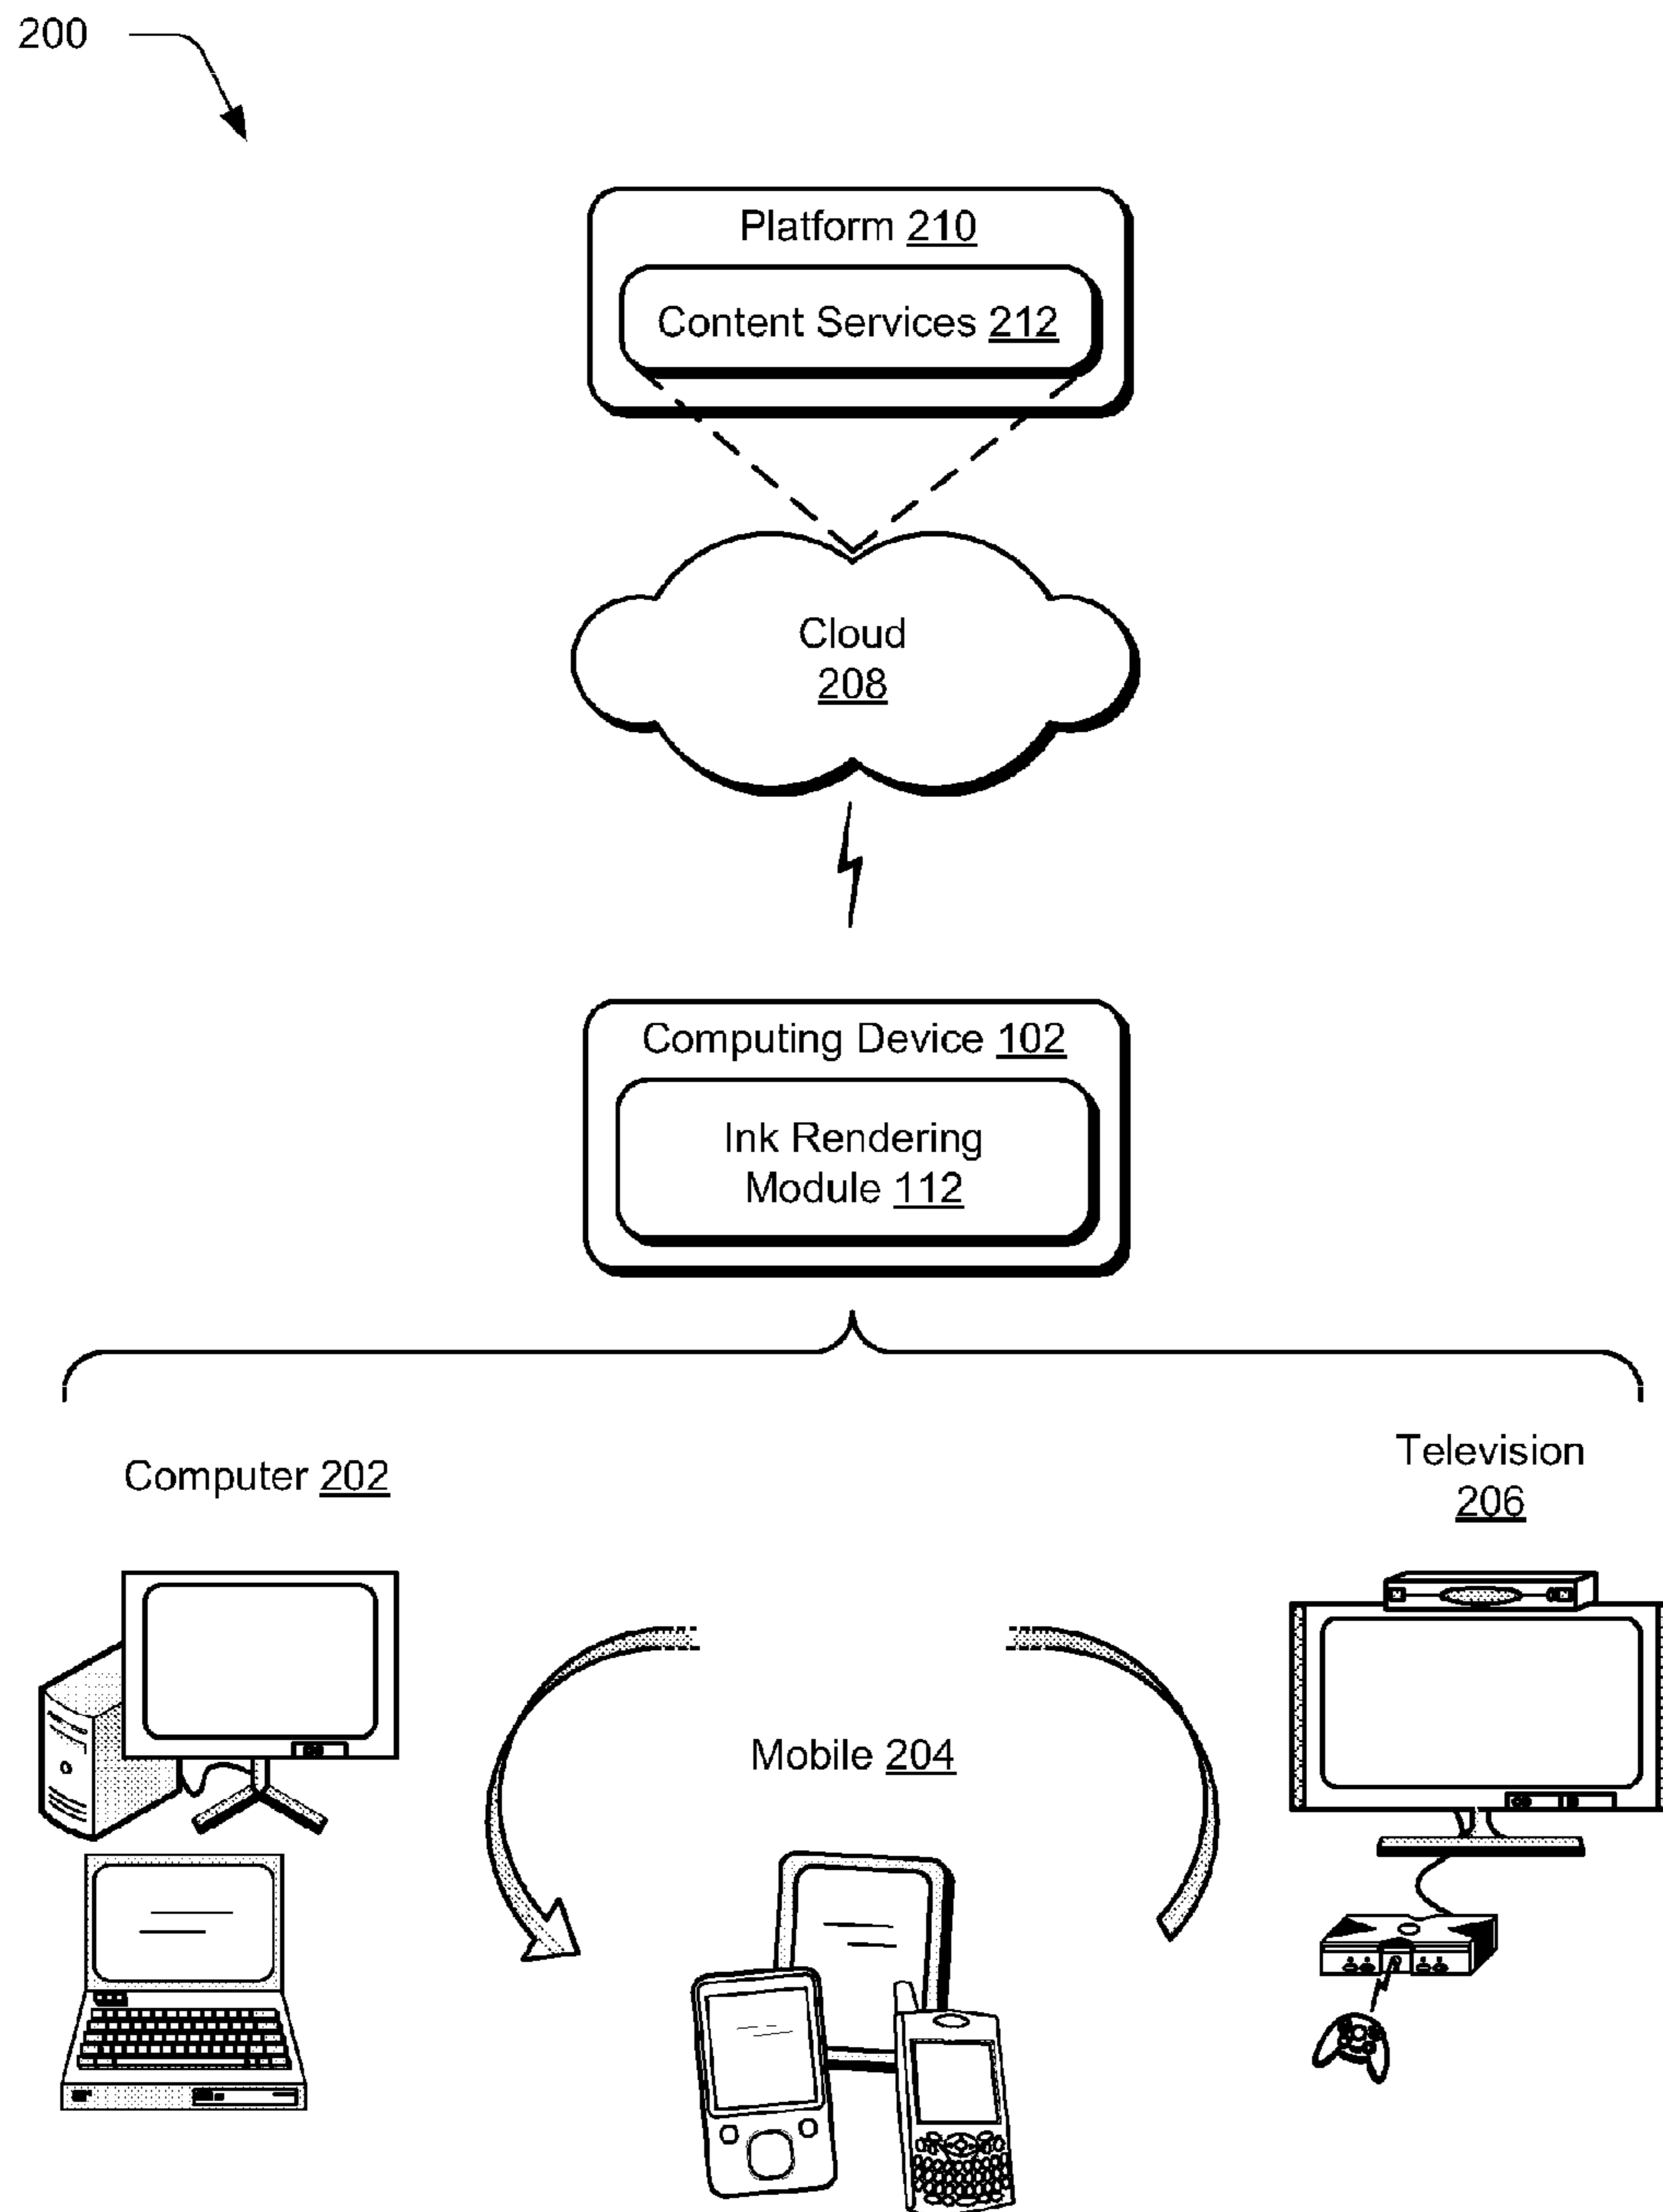 200
Platform 210
Content Services 212
Cloud
208
Computing Device 102
Ink Rendering
Module 112
Computer 202
Television
206
Mobile 204